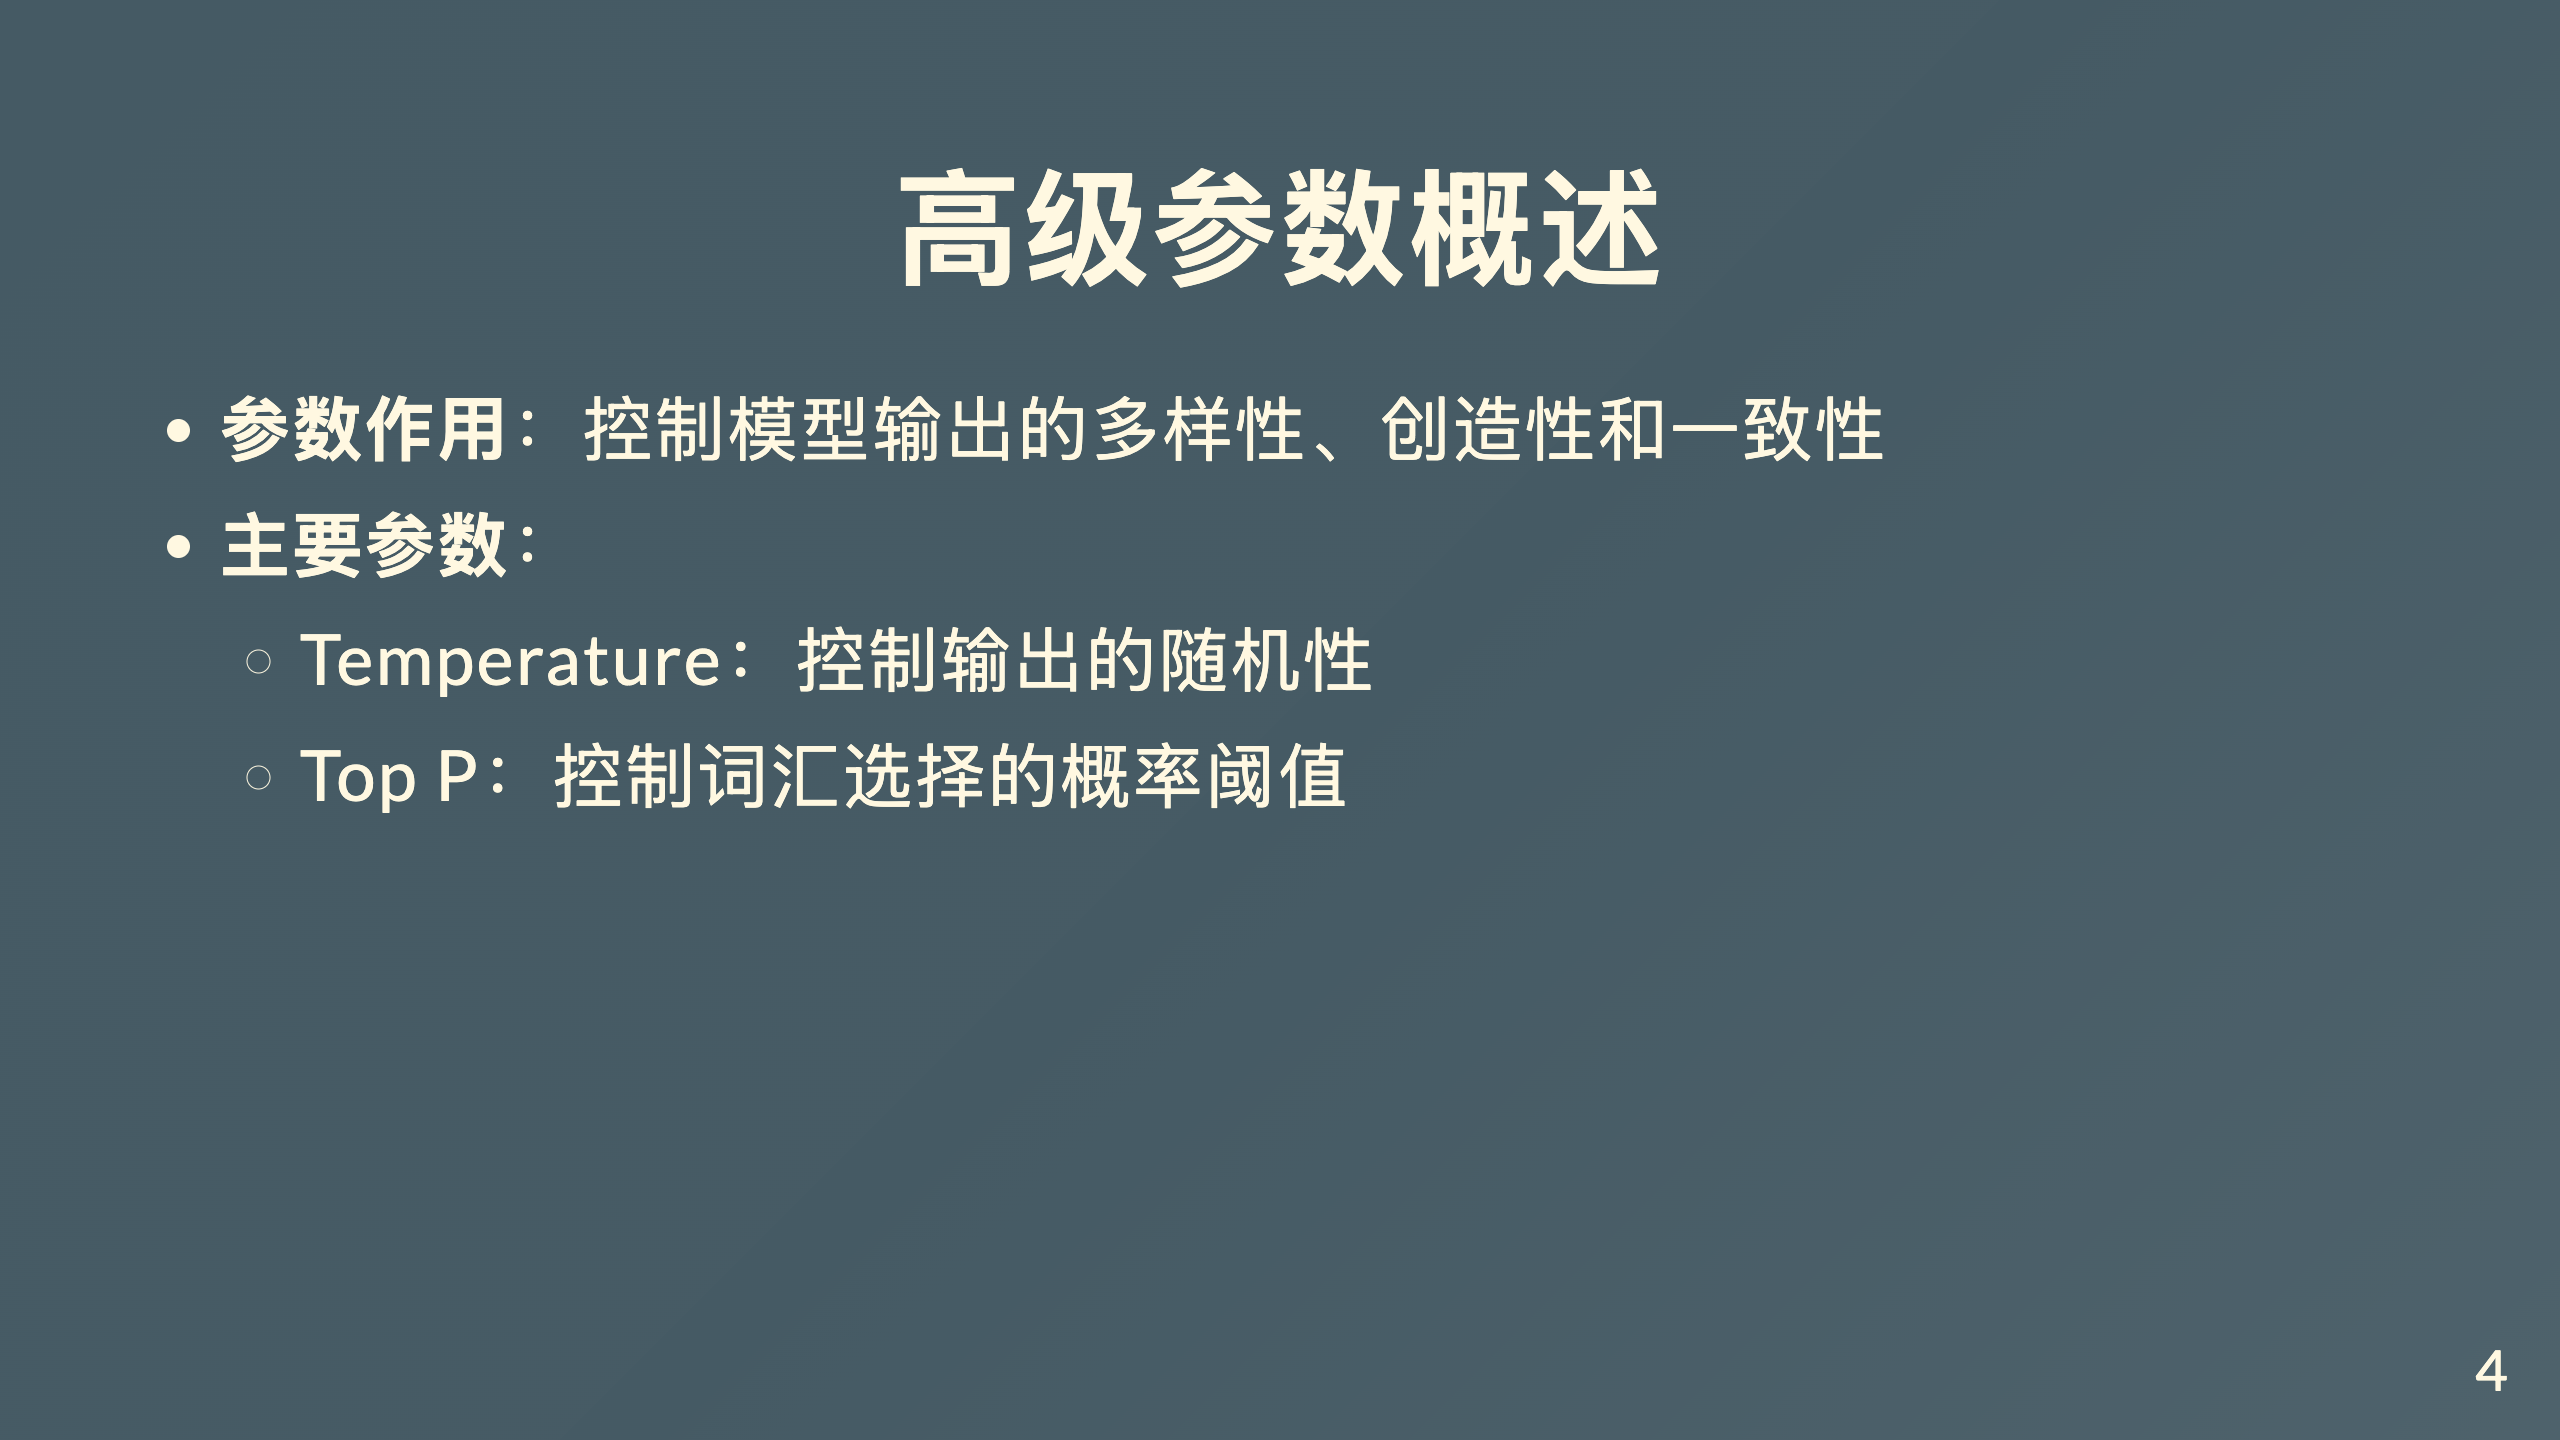 高级参数概述
• 参数作用：控制模型输出的多样性、创造性和一致性
• 主要参数：
○ Temperature：控制输出的随机性
○ Top P：控制词汇选择的概率阈值
4